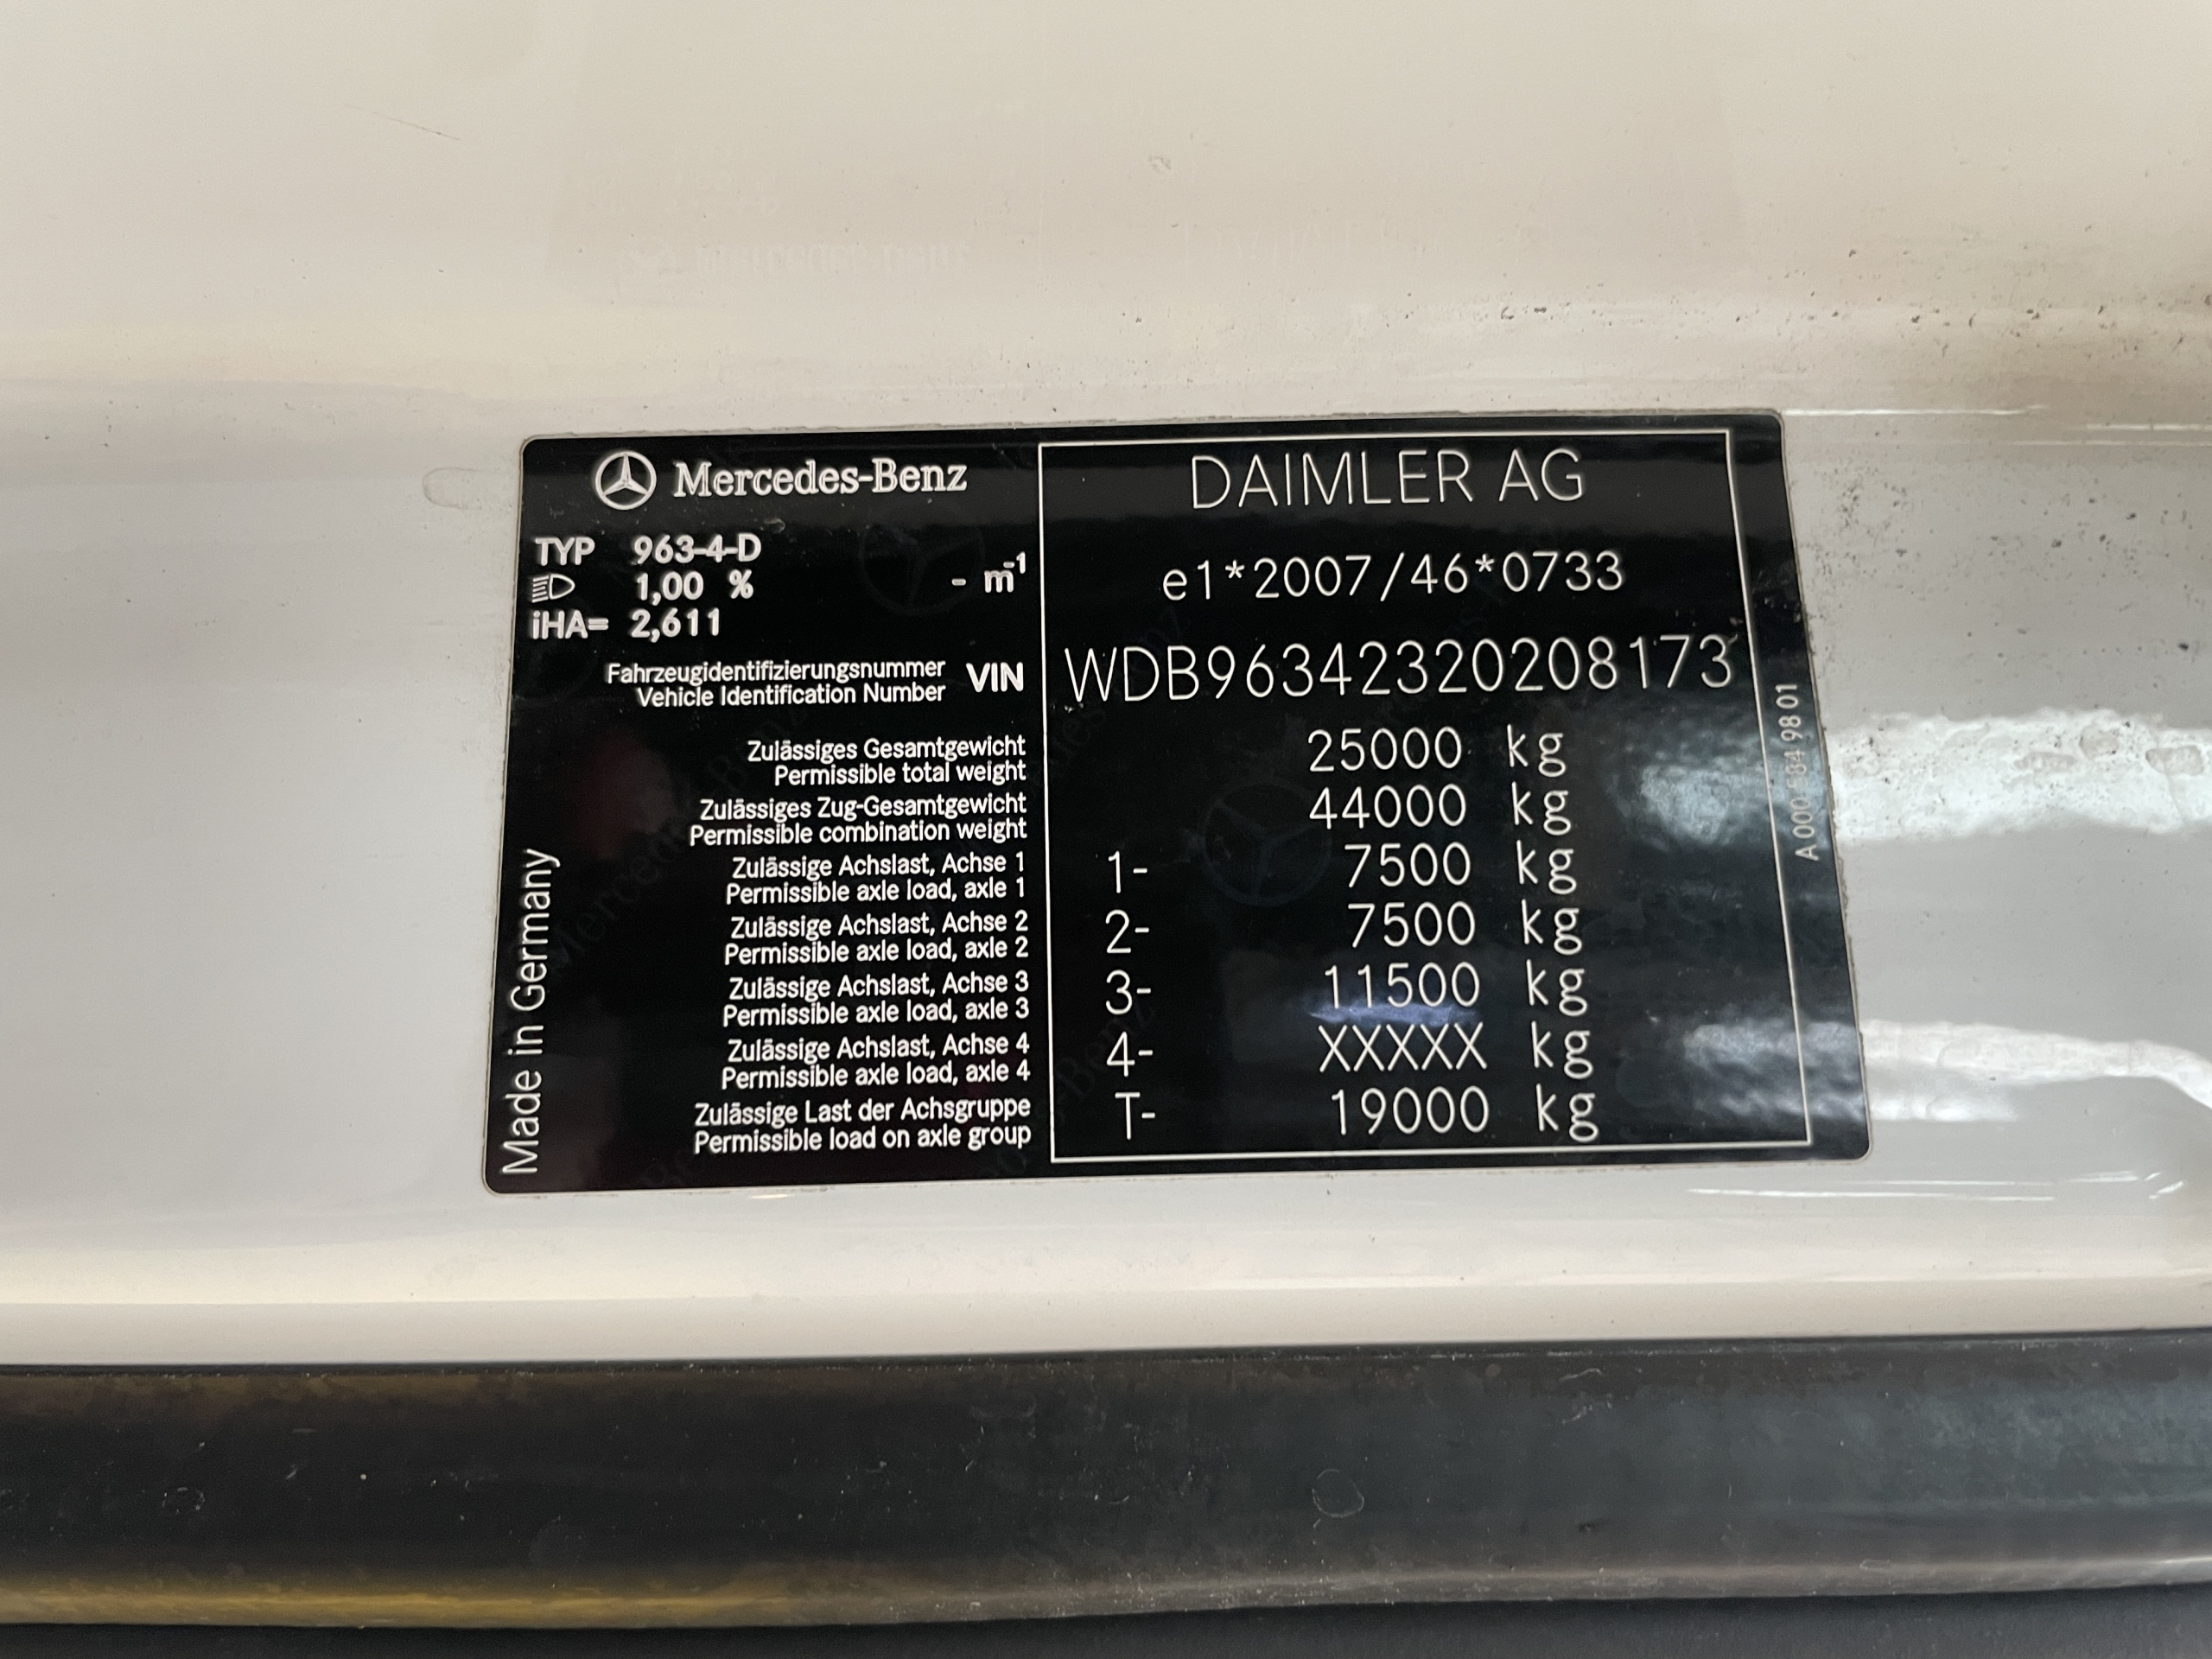 Mercedes-Benz
TYP 963-4-D
1,00 % - m-1
iHA= 2,611
Fahrzeugidentifizierungsnummer
Vehicle Identification Number
VIN
Zulässiges Gesamtgewicht
Permissible total weight
Zulässiges Zug-Gesamtgewicht
Permissible combination weight
Zulässige Achslast, Achse 1
Permissible axle load, axle 1
Zulässige Achslast, Achse 2
Permissible axle load, axle 2
Zulässige Achslast, Achse 3
Permissible axle load, axle 3
Zulässige Achslast, Achse 4
Permissible axle load, axle 4
Zulässige Last der Achsgruppe
Permissible load on axle group
Made in Germany
DAIMLER AG
e1*2007/46*0733
WDB96342320208173
25000 kg
44000 kg
1- 7500 kg
2- 7500 kg
3- 11500 kg
4- XXXXX kg
T- 19000 kg
A 000 584 98 01